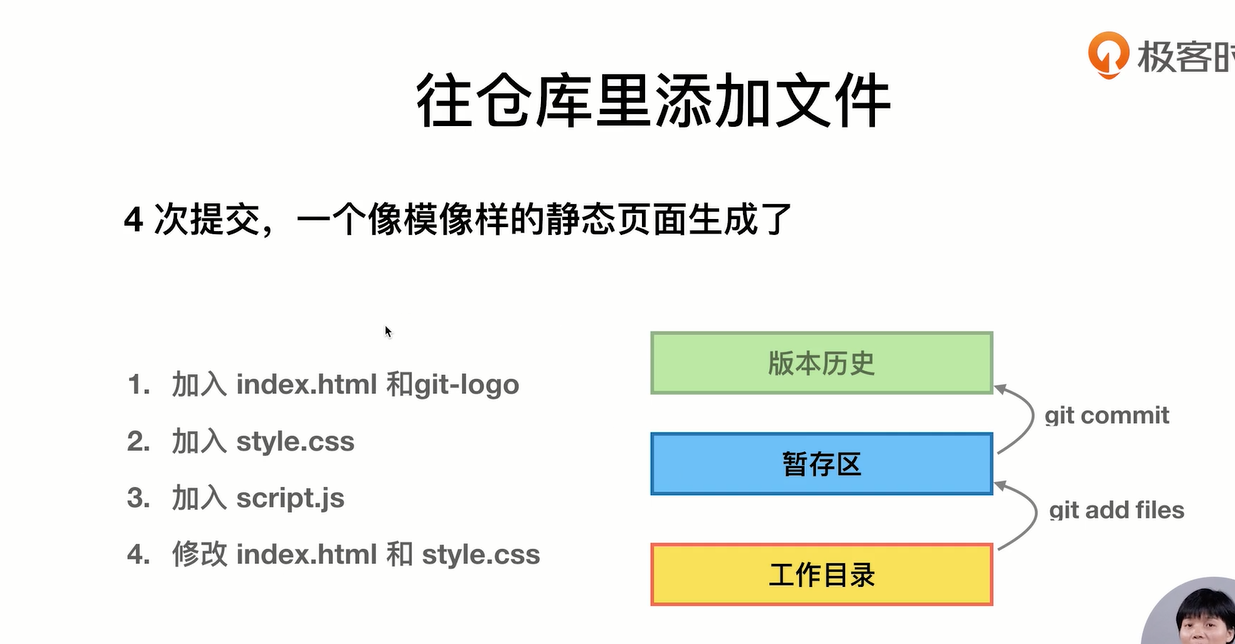 极客时
往仓库里添加文件
4 次提交，一个像模像样的静态页面生成了
1. 加入 index.html 和git-logo
2. 加入 style.css
3. 加入 script.js
4. 修改 index.html 和 style.css
版本历史
git commit
暂存区
git add files
工作目录